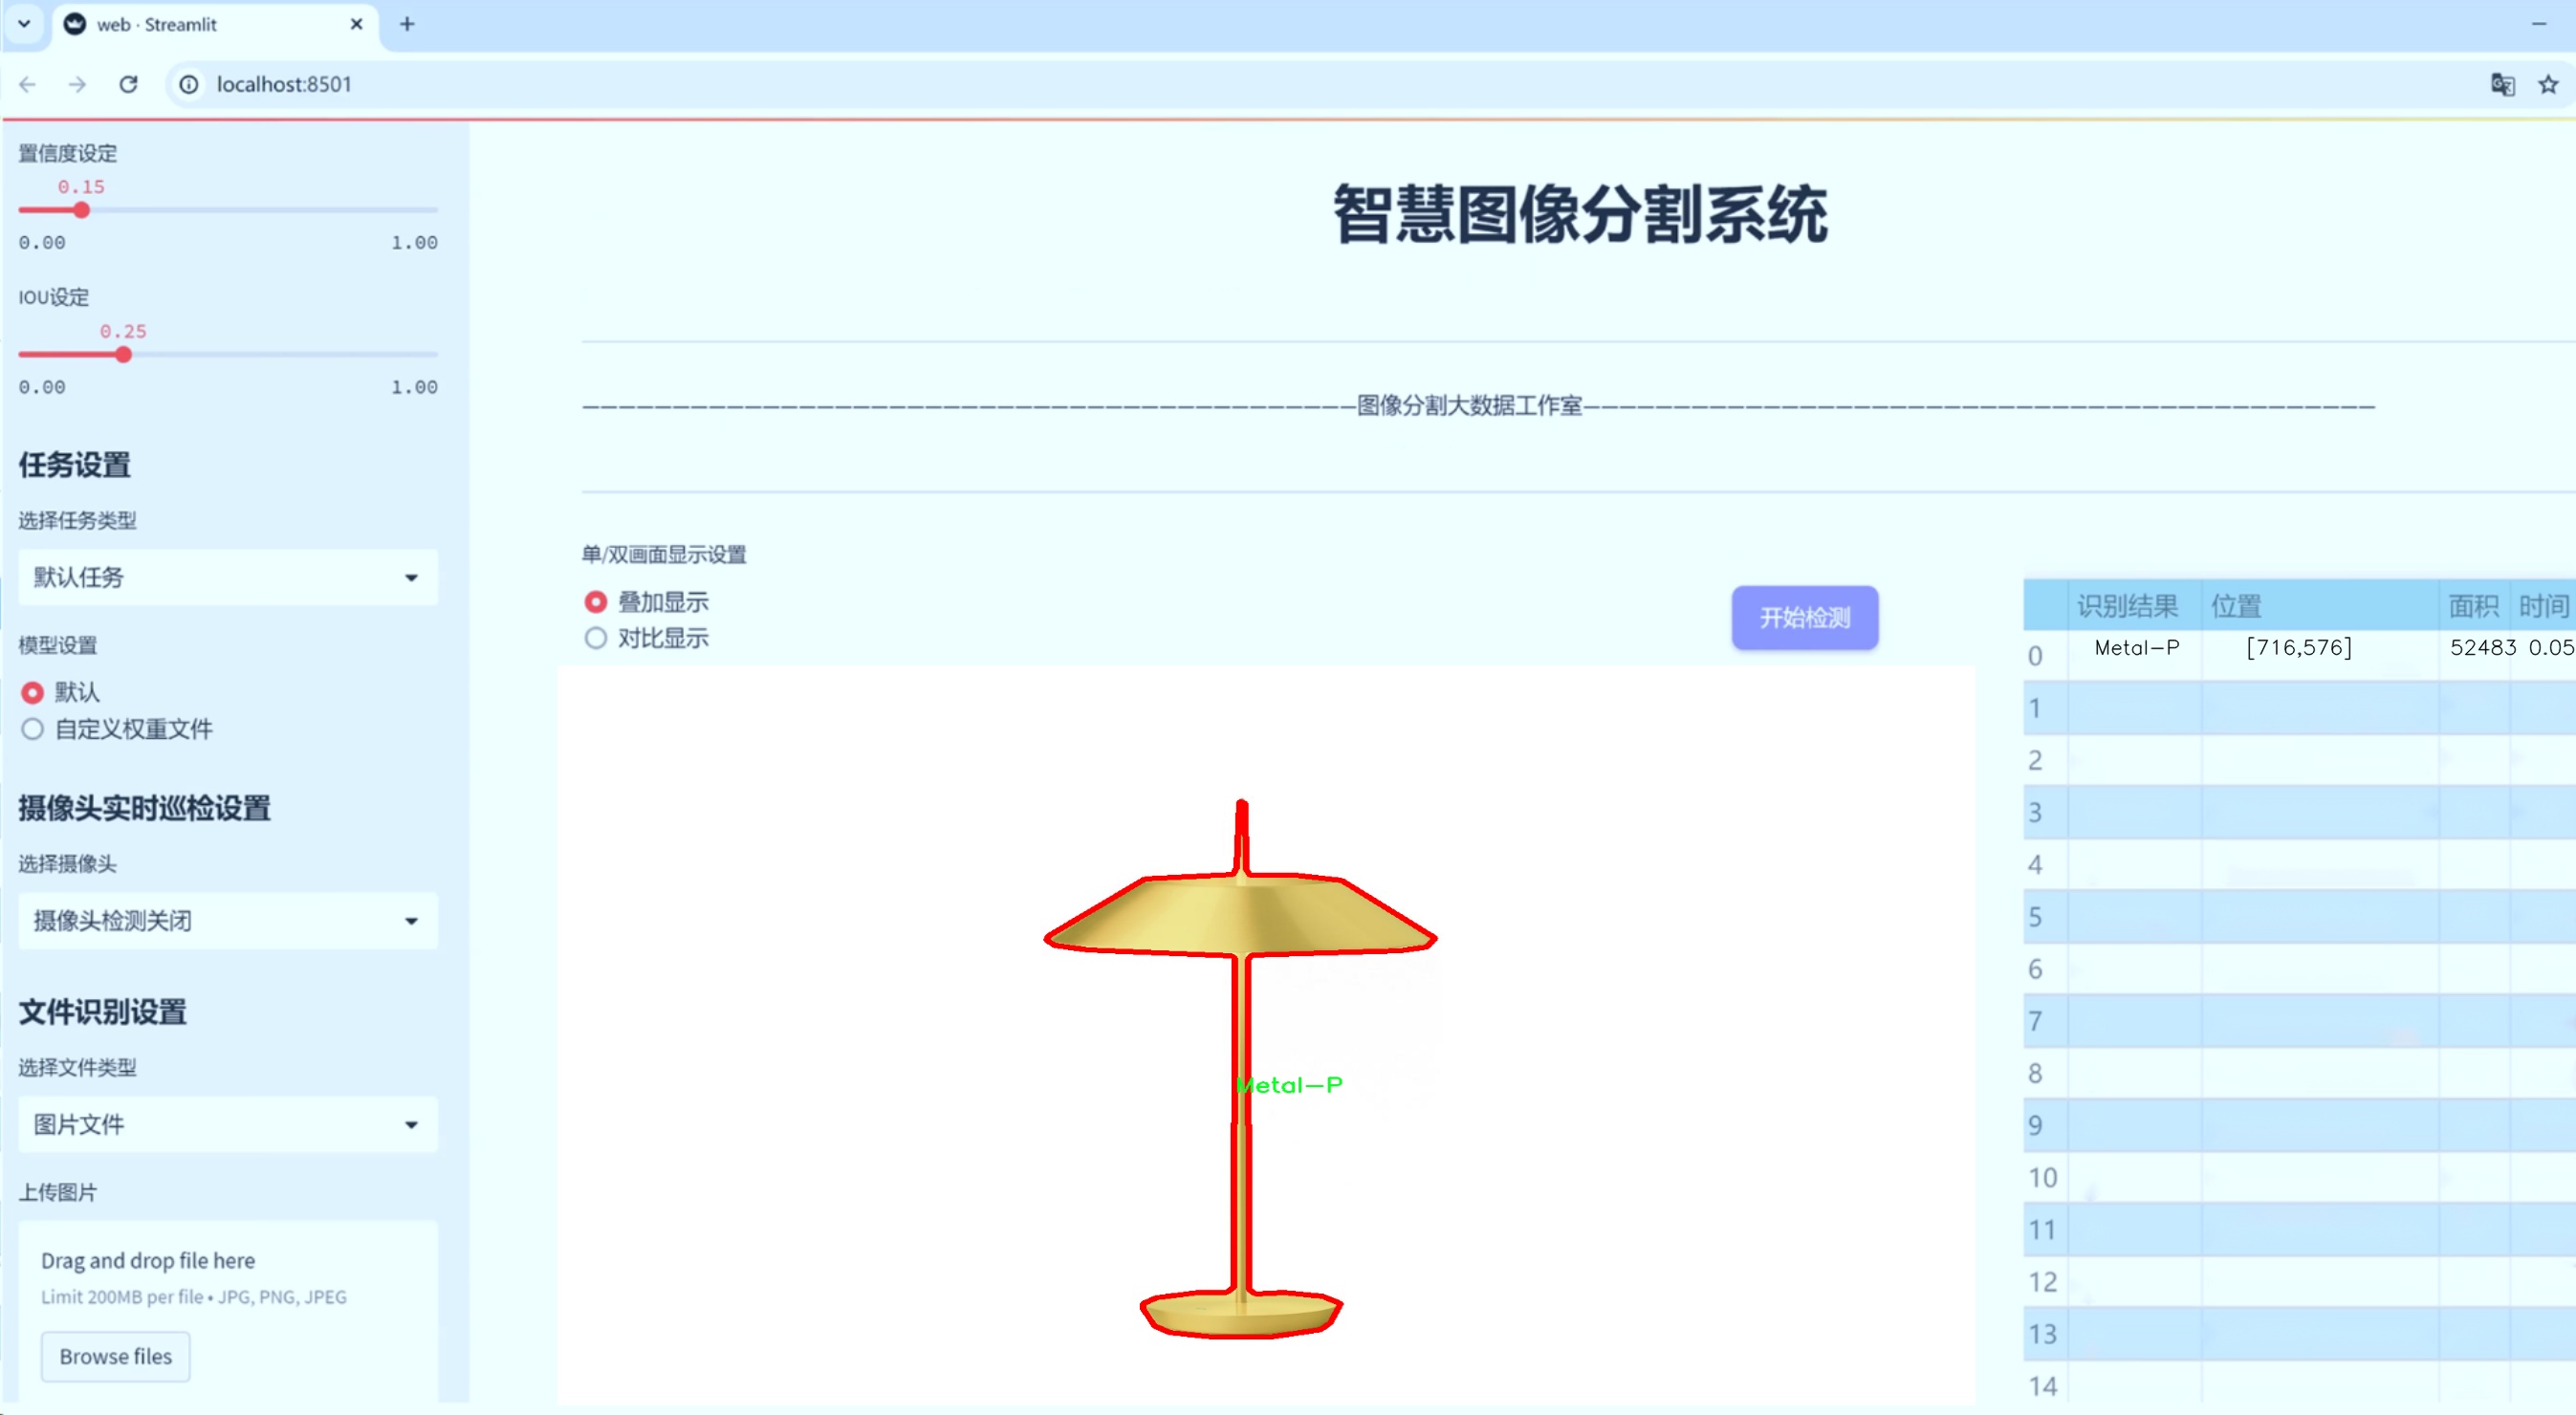 web · Streamlit
localhost:8501
置信度设定
0.15
0.00 1.00
IOU设定
0.25
0.00 1.00
任务设置
选择任务类型
默认任务
模型设置
默认
自定义权重文件
摄像头实时巡检设置
选择摄像头
摄像头检测关闭
文件识别设置
选择文件类型
图片文件
上传图片
Drag and drop file here
Limit 200MB per file • JPG, PNG, JPEG
Browse files
智慧图像分割系统
———————————————————————————————————————————图像分割大数据工作室————————————————————————————————————————————
单/双画面显示设置
叠加显示
对比显示
开始检测
Metal-P
识别结果 位置 面积 时间
0 Metal-P [716,576] 52483 0.05
1
2
3
4
5
6
7
8
9
10
11
12
13
14